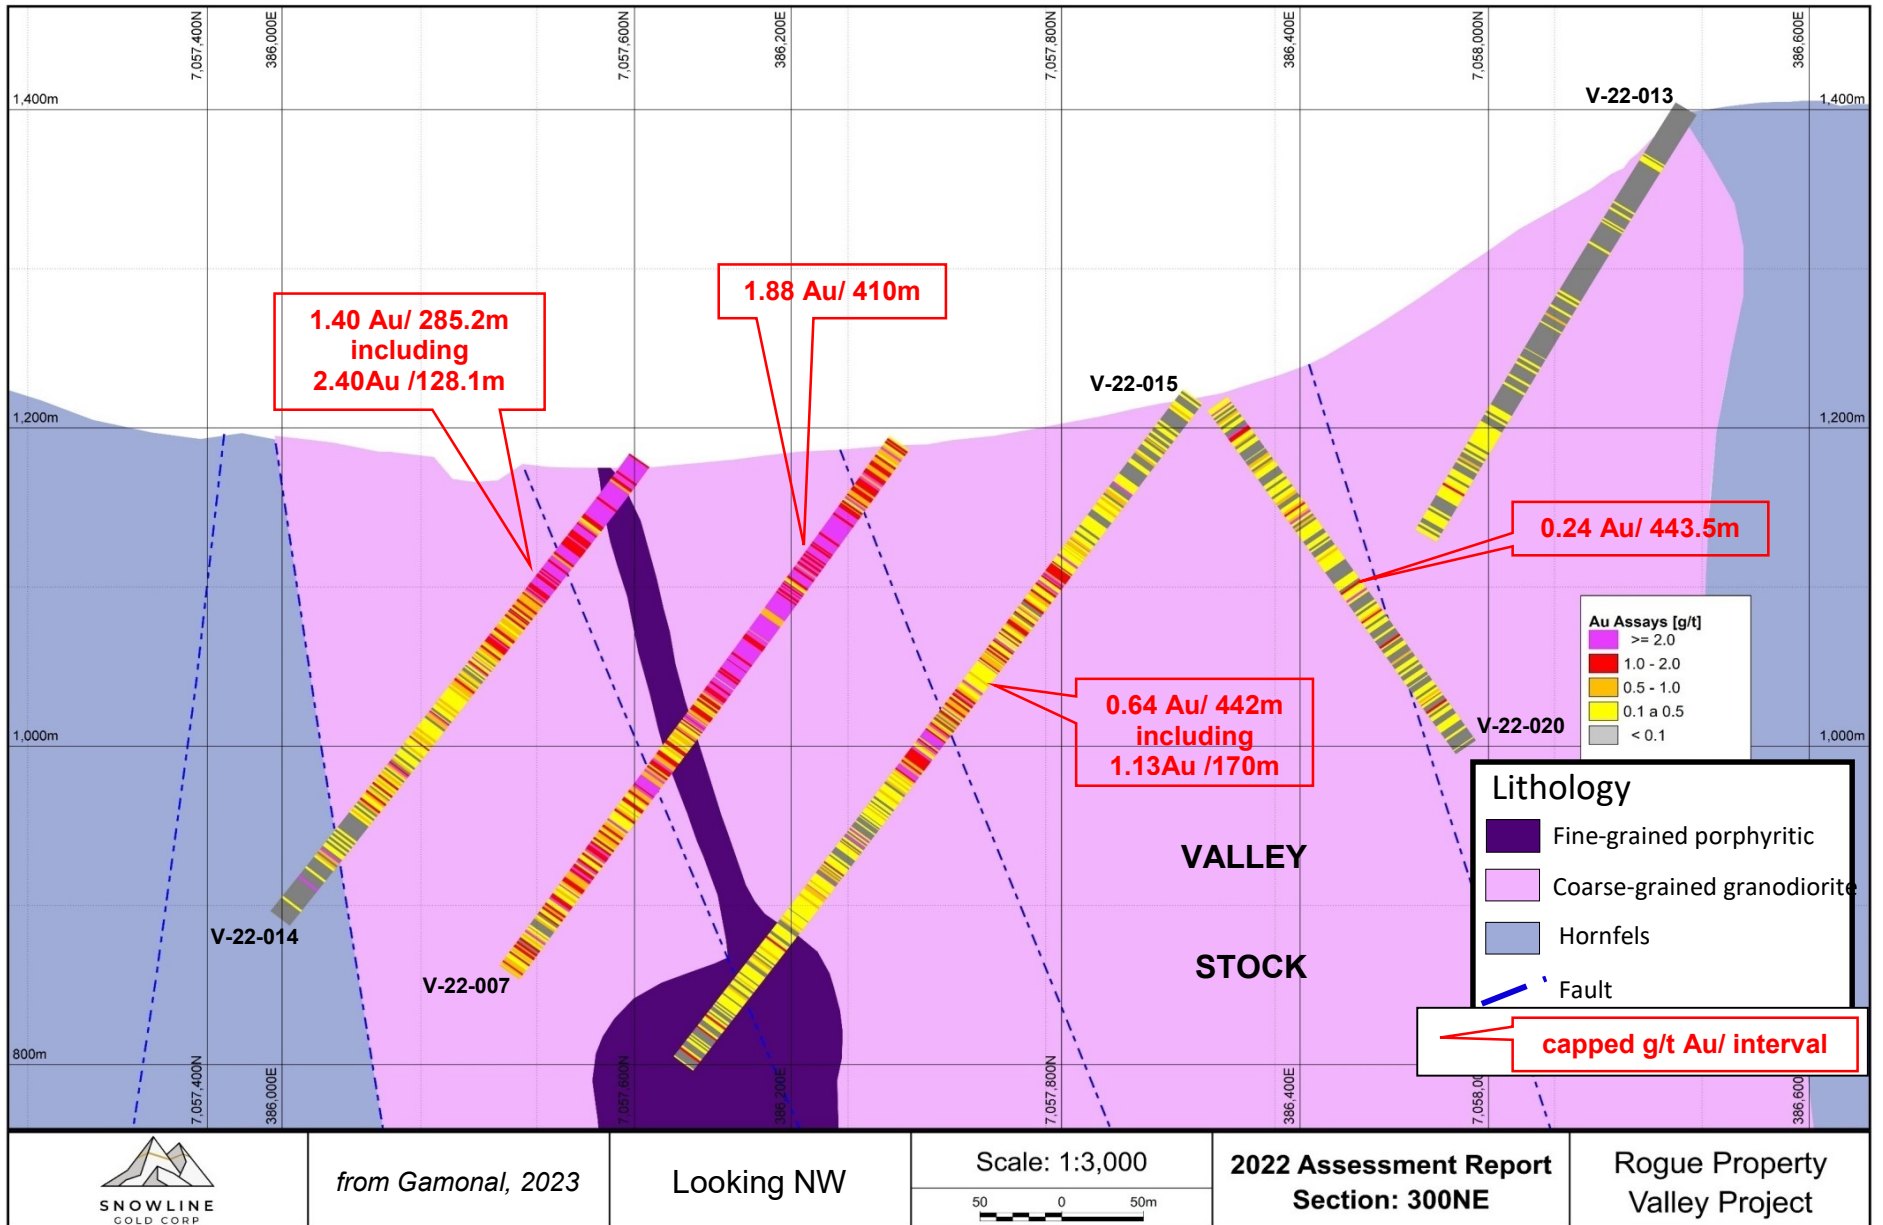 7,057,400N
386,000E
7,057,600N
386,200E
7,057,800N
386,400E
7,058,000N
386,600E
1,400m
1,400m
V-22-013
1.88 Au/ 410m
1.40 Au/ 285.2m
including
2.40Au /128.1m
V-22-015
1,200m
1,200m
0.24 Au/ 443.5m
Au Assays [g/t]
>= 2.0
1.0 - 2.0
0.5 - 1.0
0.1 a 0.5
< 0.1
0.64 Au/ 442m
including
1.13Au /170m
V-22-020
1,000m
1,000m
Lithology
Fine-grained porphyritic
Coarse-grained granodiorite
Hornfels
Fault
VALLEY
STOCK
V-22-014
V-22-007
capped g/t Au/ interval
800m
7,057,400N
386,000E
7,057,600N
386,200E
7,057,800N
386,400E
7,058,00
386,60
SNOWLINE
GOLD CORP
from Gamonal, 2023
Looking NW
Scale: 1:3,000
50 0 50m
2022 Assessment Report
Section: 300NE
Rogue Property
Valley Project